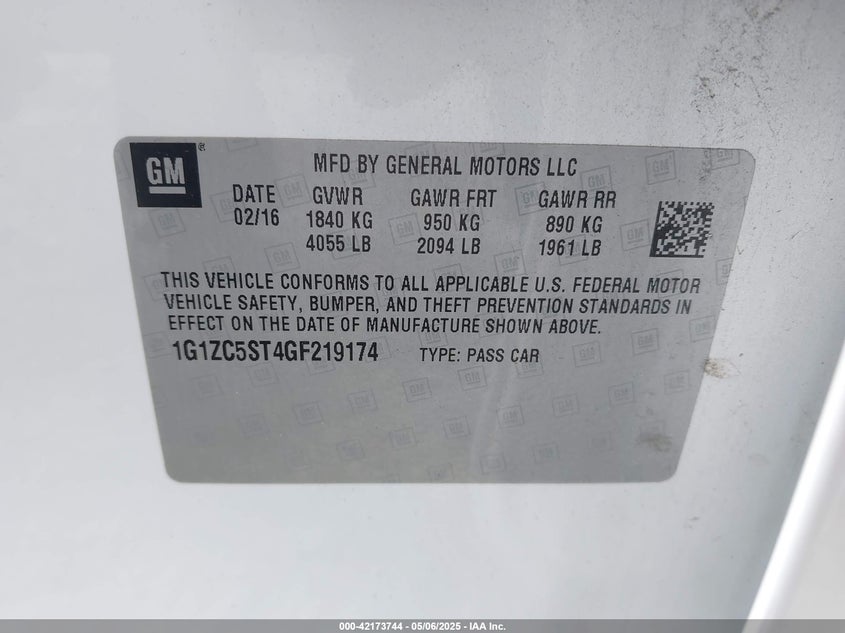 GM
MFD BY GENERAL MOTORS LLC
DATE GVWR GAWR FRT GAWR RR
02/16 1840 KG 950 KG 890 KG
4055 LB 2094 LB 1961 LB
THIS VEHICLE CONFORMS TO ALL APPLICABLE U.S. FEDERAL MOTOR
VEHICLE SAFETY, BUMPER, AND THEFT PREVENTION STANDARDS IN
EFFECT ON THE DATE OF MANUFACTURE SHOWN ABOVE.
1G1ZC5ST4GF219174 TYPE: PASS CAR
000-42173744 - 05/06/2025 - IAA Inc.